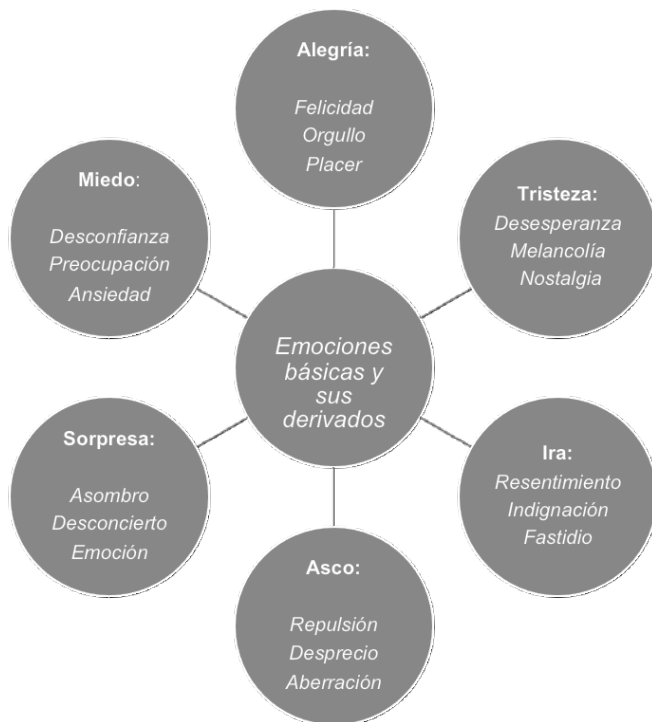 Alegría:
Felicidad
Orgullo
Placer
Tristeza:
Desesperanza
Melancolía
Nostalgia
Ira:
Resentimiento
Indignación
Fastidio
Asco:
Repulsión
Desprecio
Aberración
Sorpresa:
Asombro
Desconcierto
Emoción
Miedo:
Desconfianza
Preocupación
Ansiedad
Emociones
básicas y
sus
derivados